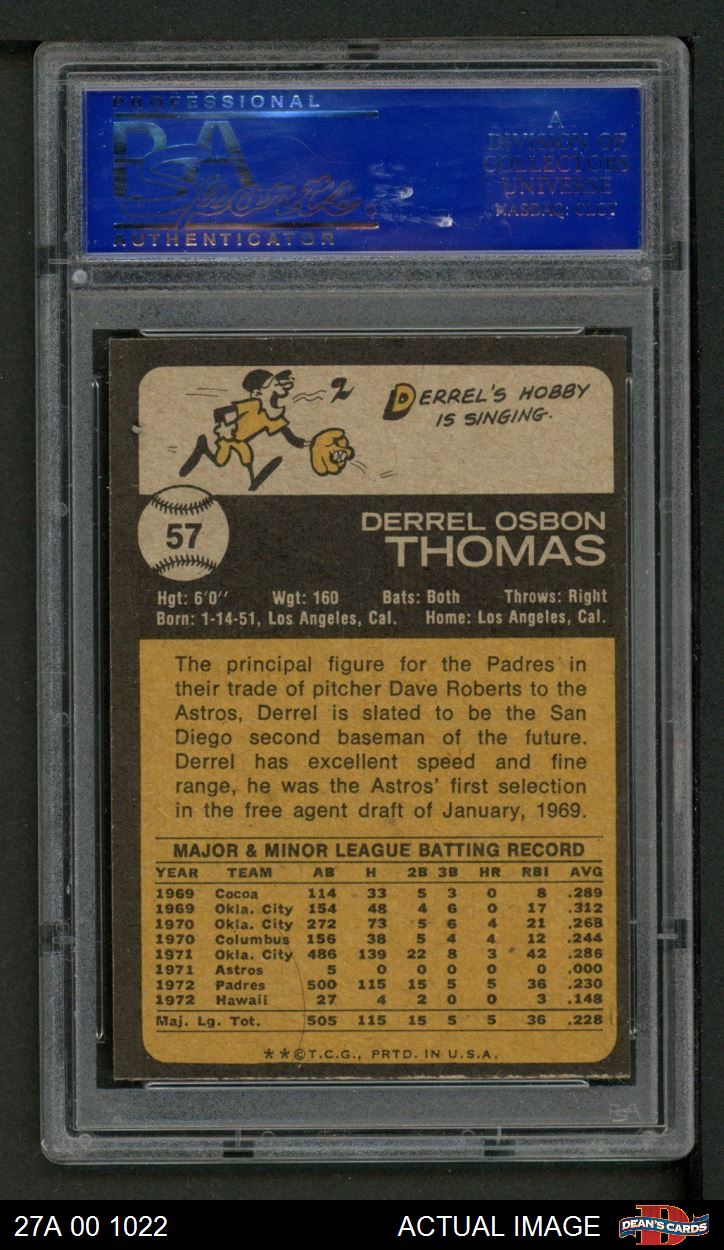 PROFESSIONAL
PSA
Sports
AUTHENTICATOR
A
DIVISION OF
COLLECTORS
UNIVERSE
NASDAQ: CLCT
2
DERREL'S HOBBY
IS SINGING.
57
DERREL OSBON
THOMAS
Hgt: 6'0'' Wgt: 160 Bats: Both Throws: Right
Born: 1-14-51, Los Angeles, Cal. Home: Los Angeles, Cal.
The principal figure for the Padres in
their trade of pitcher Dave Roberts to the
Astros, Derrel is slated to be the San
Diego second baseman of the future.
Derrel has excellent speed and fine
range, he was the Astros' first selection
in the free agent draft of January, 1969.
MAJOR & MINOR LEAGUE BATTING RECORD
YEAR TEAM AB H 2B 3B HR RBI AVG
1969 Cocoa 114 33 5 3 0 8 .289
1969 Okla. City 154 48 4 6 0 17 .312
1970 Okla. City 272 73 5 6 4 21 .268
1970 Columbus 156 38 5 4 4 12 .244
1971 Okla. City 486 139 22 8 3 42 .286
1971 Astros 5 0 0 0 0 0 .000
1972 Padres 500 115 15 5 5 36 .230
1972 Hawaii 27 4 2 0 0 3 .148
Maj. Lg. Tot. 505 115 15 5 5 36 .228
**©T.C.G., PRTD. IN U.S.A.
PSA
27A 00 1022 ACTUAL IMAGE DEAN'S CARDS